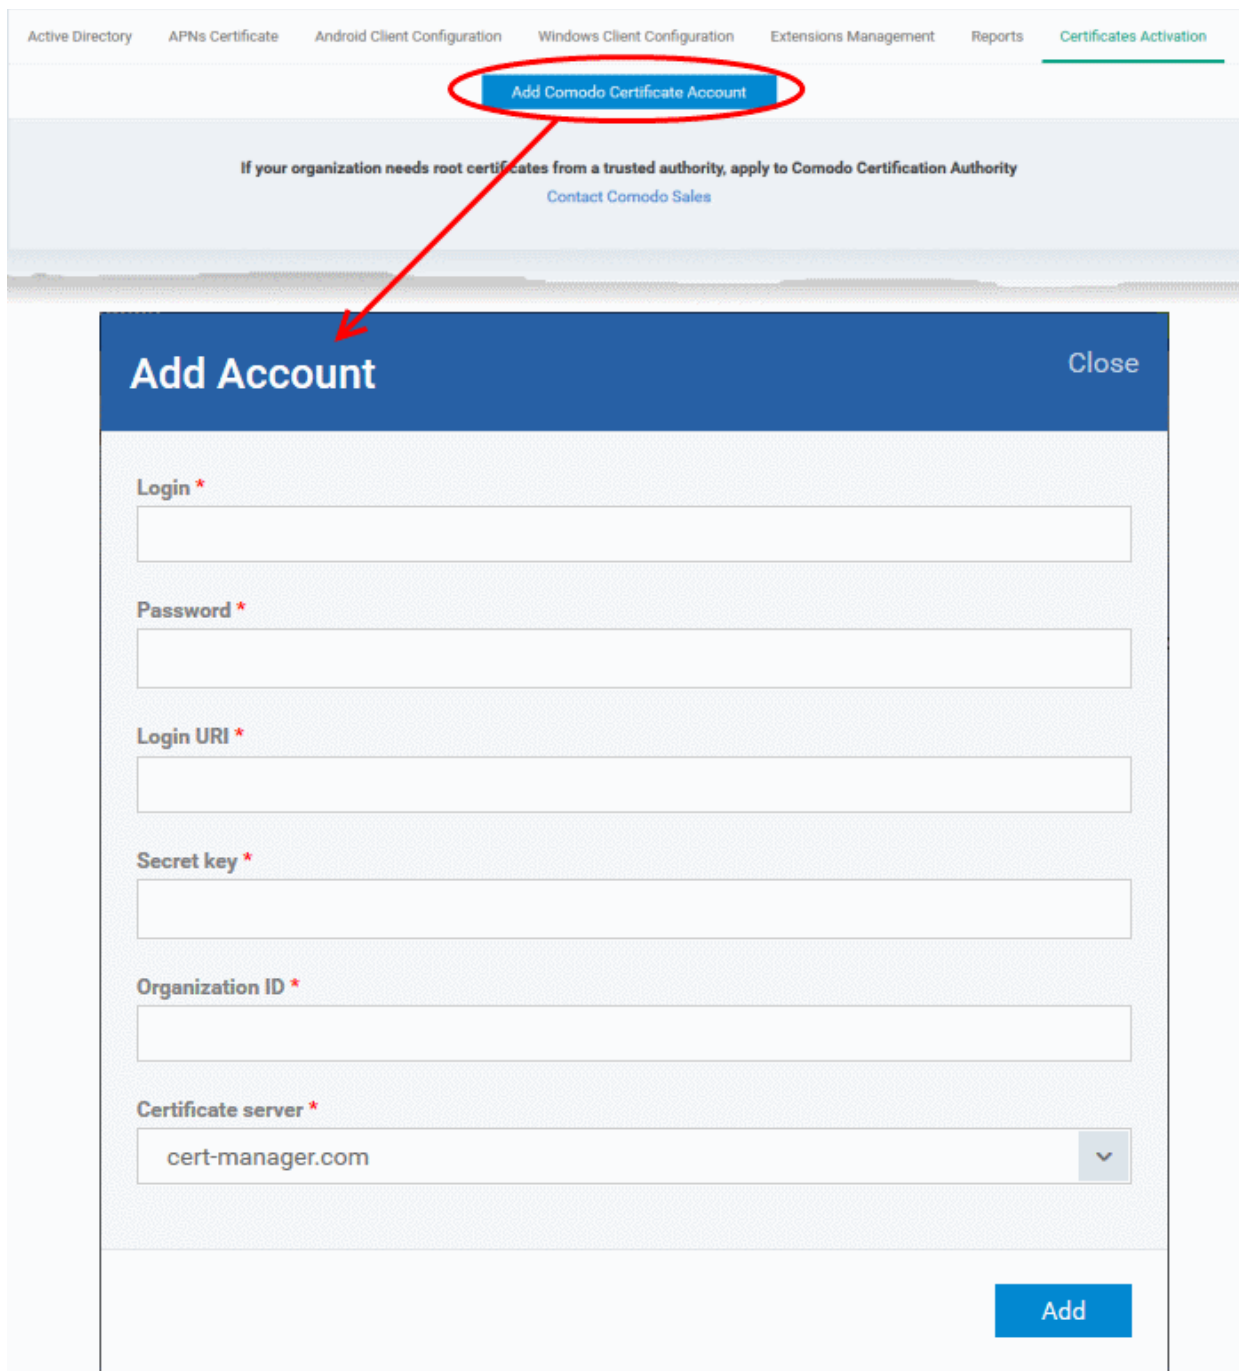 Active Directory APNs Certificate Android Client Configuration Windows Client Configuration Extensions Management Reports Certificates Activation
Add Comodo Certificate Account
If your organization needs root certificates from a trusted authority, apply to Comodo Certification Authority
Contact Comodo Sales
Add Account Close
Login *
Password *
Login URI *
Secret key *
Organization ID *
Certificate server *
cert-manager.com
Add